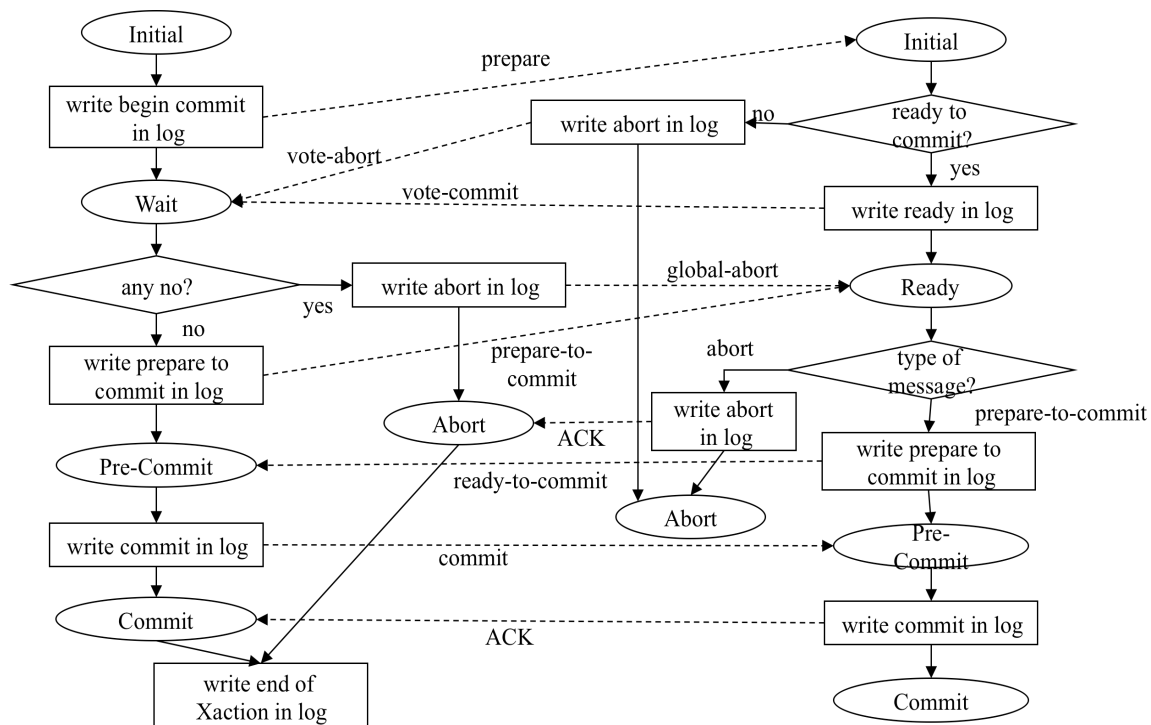 Initial
Initial
prepare
write begin commit
in log
write abort in log
no
ready to
commit?
vote-abort
yes
Wait
vote-commit
write ready in log
any no?
yes
write abort in log
global-abort
Ready
no
write prepare to
commit in log
prepare-to-
commit
abort
type of
message?
prepare-to-commit
Abort
ACK
write abort
in log
write prepare to
commit in log
Pre-Commit
ready-to-commit
Abort
write commit in log
commit
Pre-
Commit
Commit
ACK
write commit in log
write end of
Xaction in log
Commit